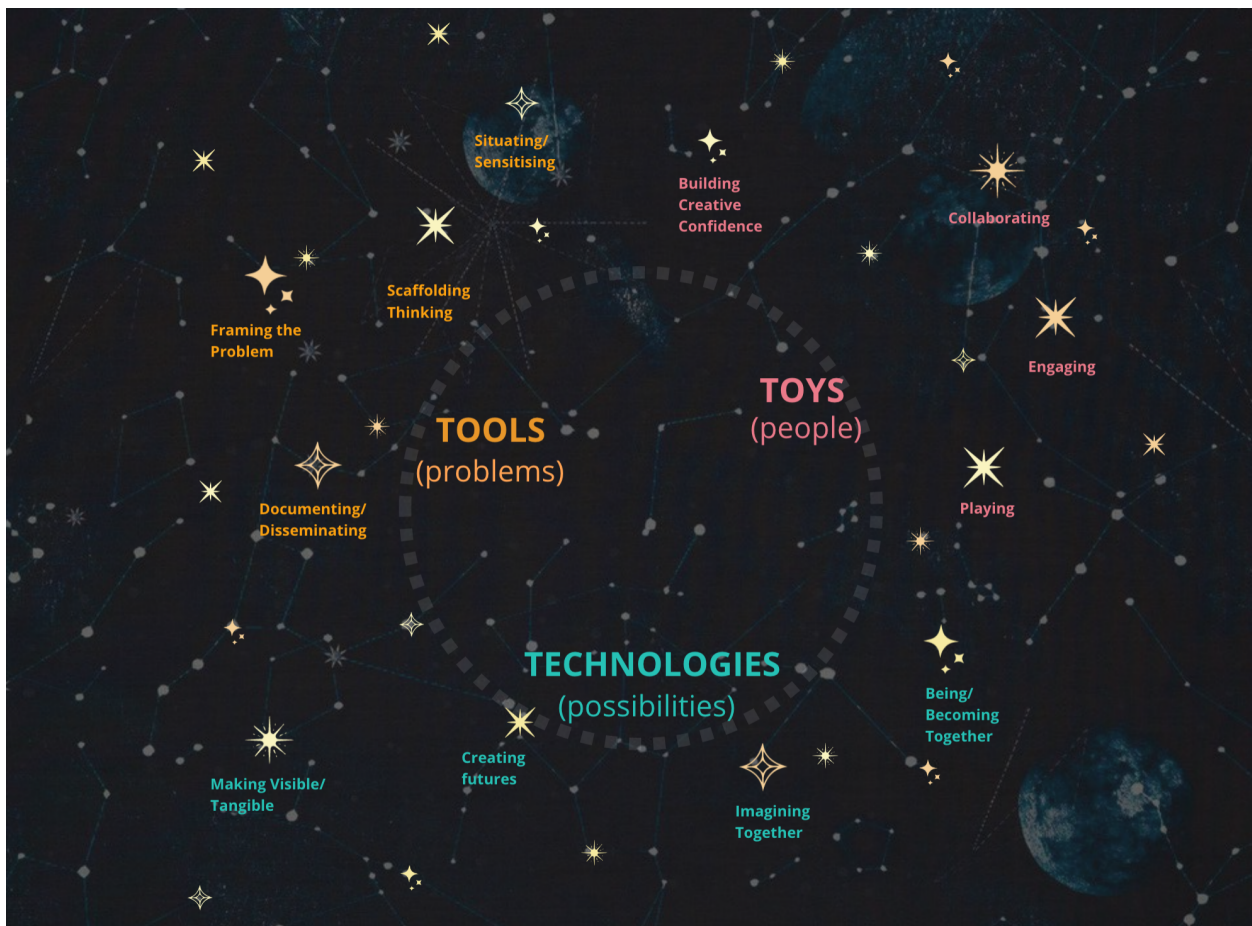 Situating/
Sensitising
Building
Creative
Confidence
Collaborating
Scaffolding
Thinking
Framing the
Problem
Engaging
TOYS
(people)
TOOLS
(problems)
Documenting/
Disseminating
Playing
TECHNOLOGIES
(possibilities)
Being/
Becoming
Together
Creating
futures
Making Visible/
Tangible
Imagining
Together